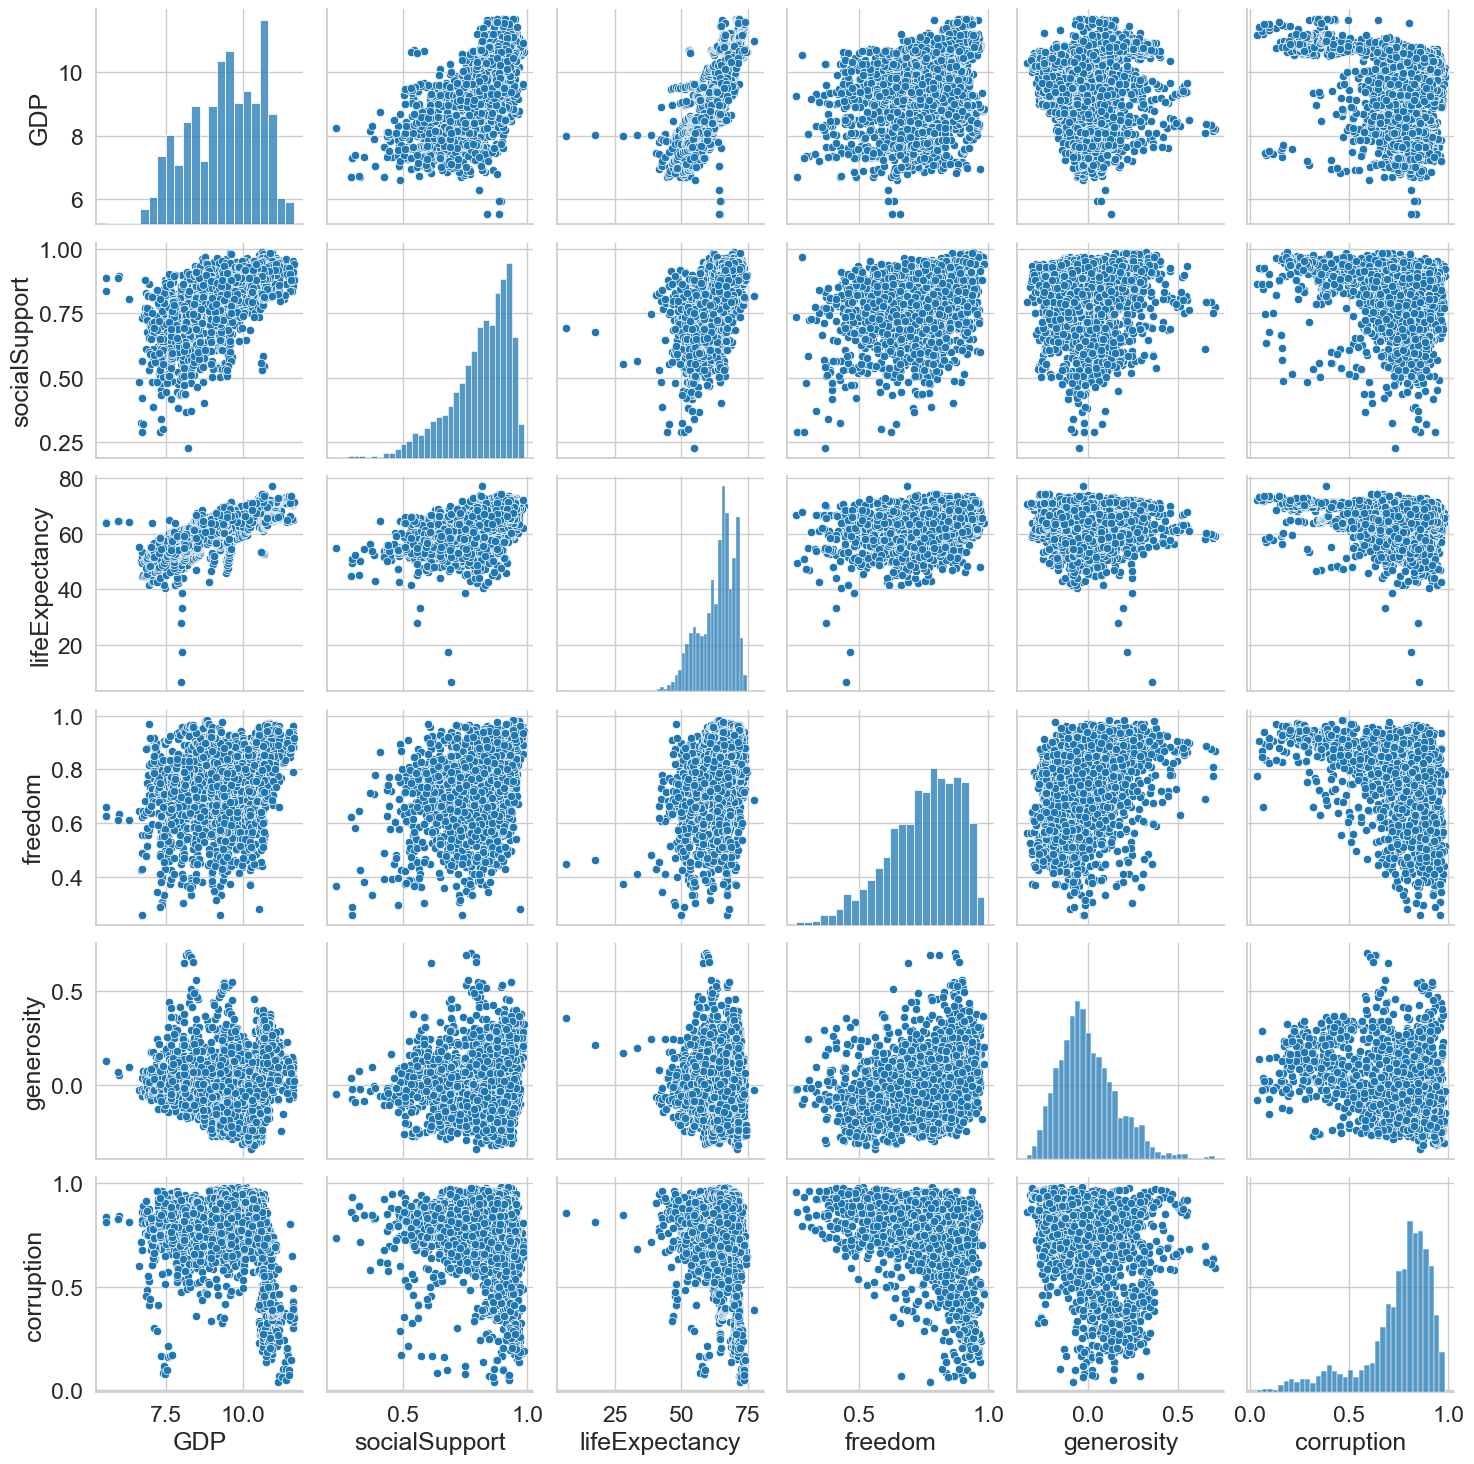 10
8
6
GDP
1.00
0.75
0.50
0.25
socialSupport
80
60
40
20
lifeExpectancy
1.0
0.8
0.6
0.4
freedom
0.5
0.0
generosity
1.0
0.5
0.0
corruption
7.5 10.0
0.5 1.0
25 50 75
0.5 1.0
0.0 0.5
0.0 0.5 1.0
GDP socialSupport lifeExpectancy freedom generosity corruption